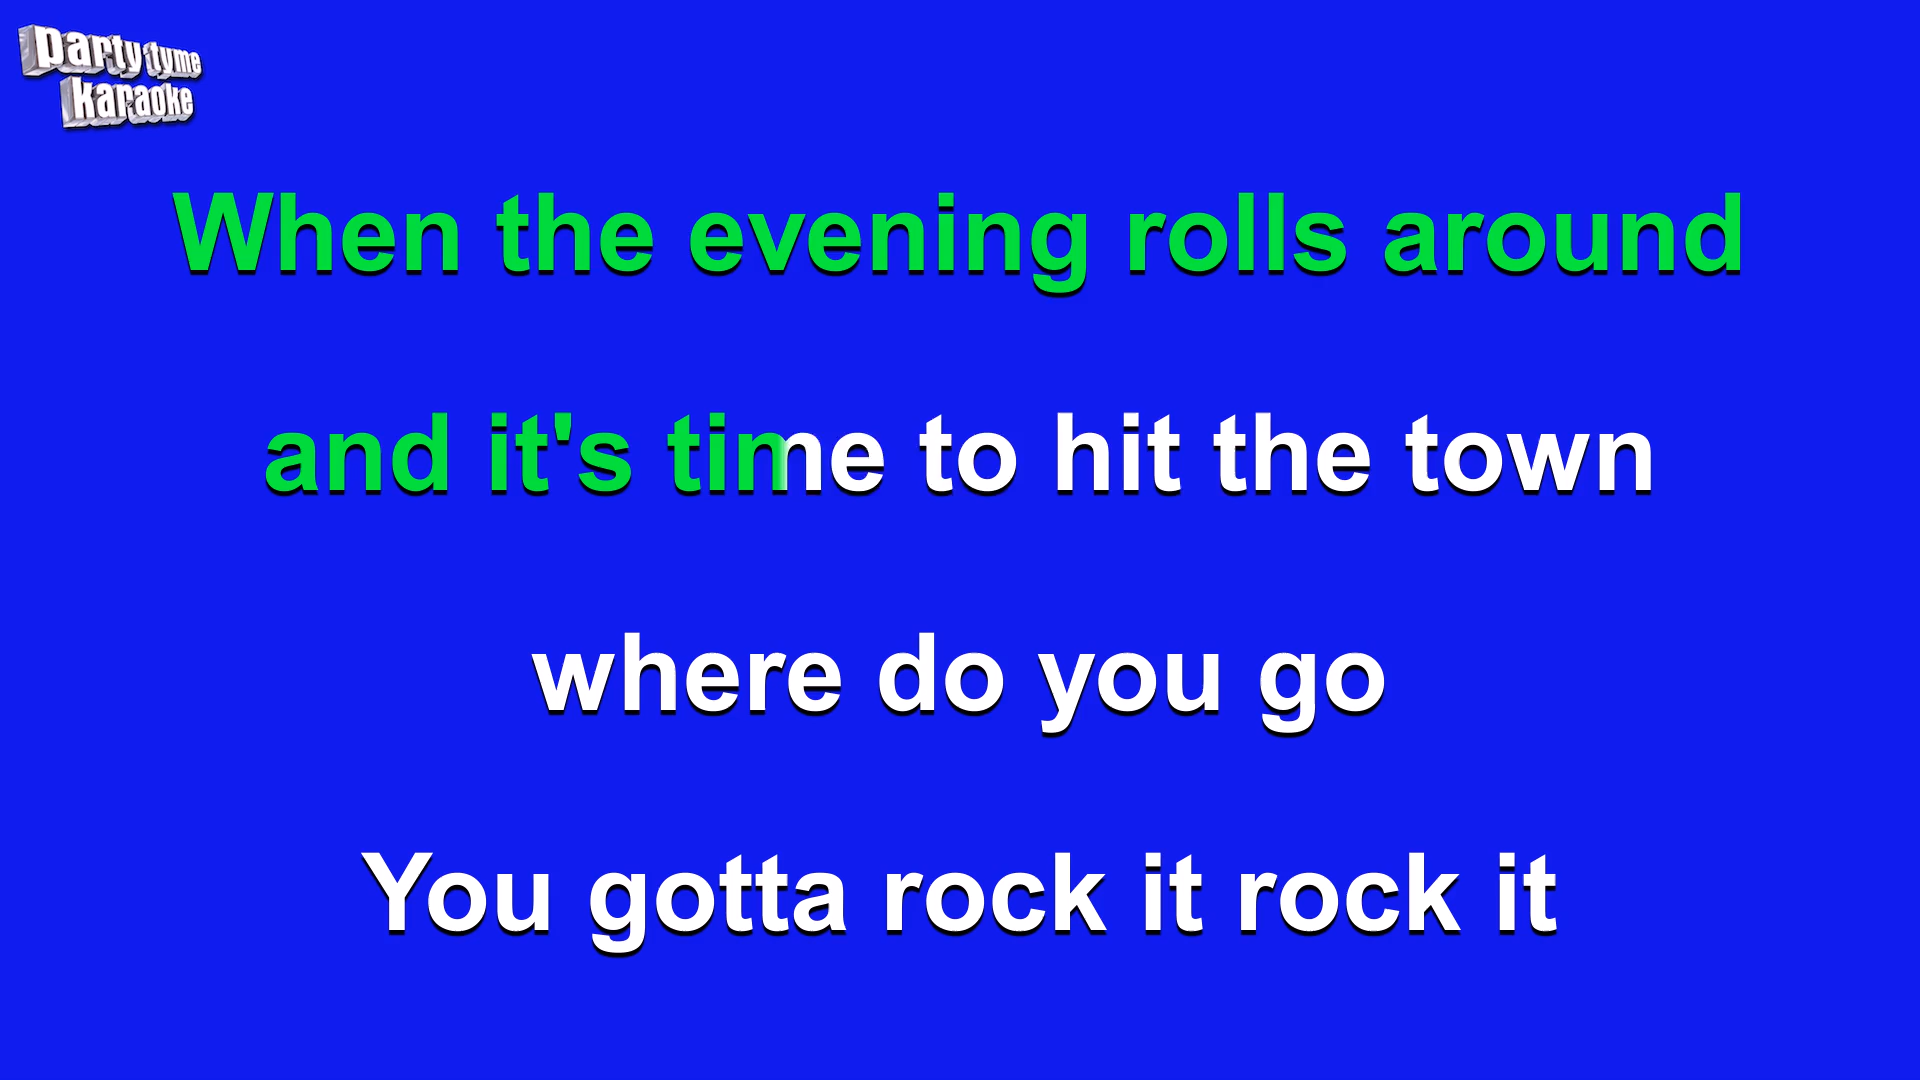 party tyme
karaoke
When the evening rolls around
and it's time to hit the town
where do you go
You gotta rock it rock it